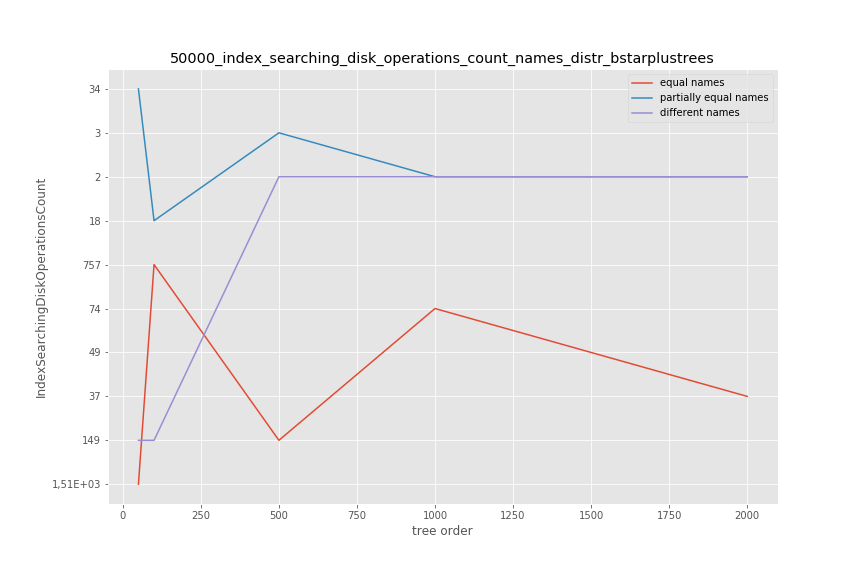 50000_index_searching_disk_operations_count_names_distr_bstarplustrees
equal names
partially equal names
different names
IndexSearchingDiskOperationsCount
34
3
2
18
757
74
49
37
149
1,51E+03
0 250 500 750 1000 1250 1500 1750 2000
tree order